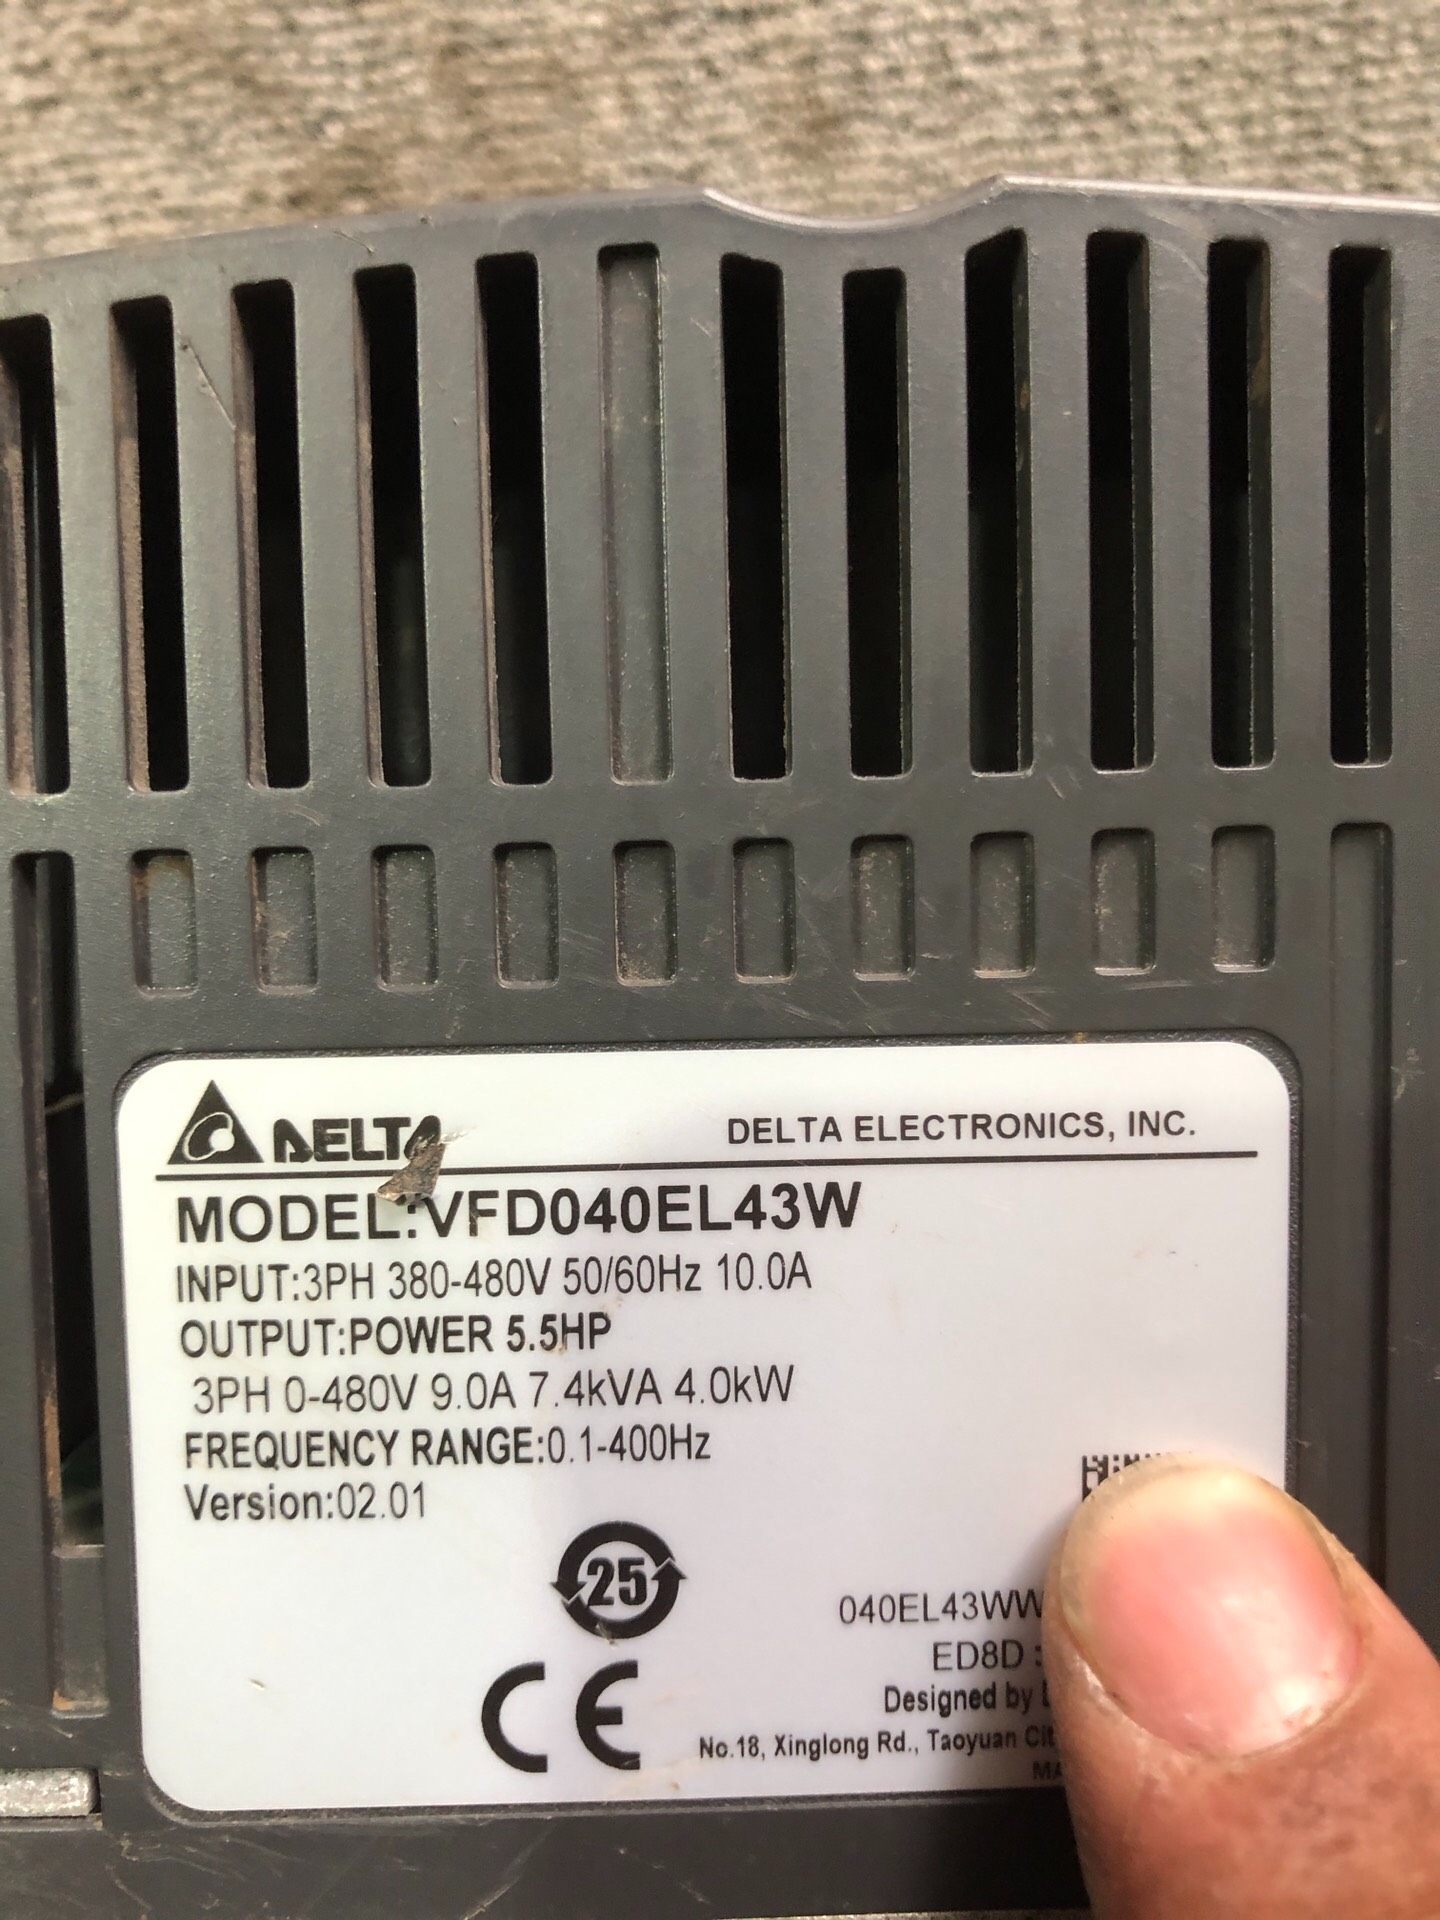 DELTA
DELTA ELECTRONICS, INC.
MODEL:VFD040EL43W
INPUT:3PH 380-480V 50/60Hz 10.0A
OUTPUT:POWER 5.5HP
3PH 0-480V 9.0A 7.4kVA 4.0kW
FREQUENCY RANGE:0.1-400Hz
Version:02.01
25
CE
040EL43WW
ED8D :
Designed by
No.18, Xinglong Rd., Taoyuan